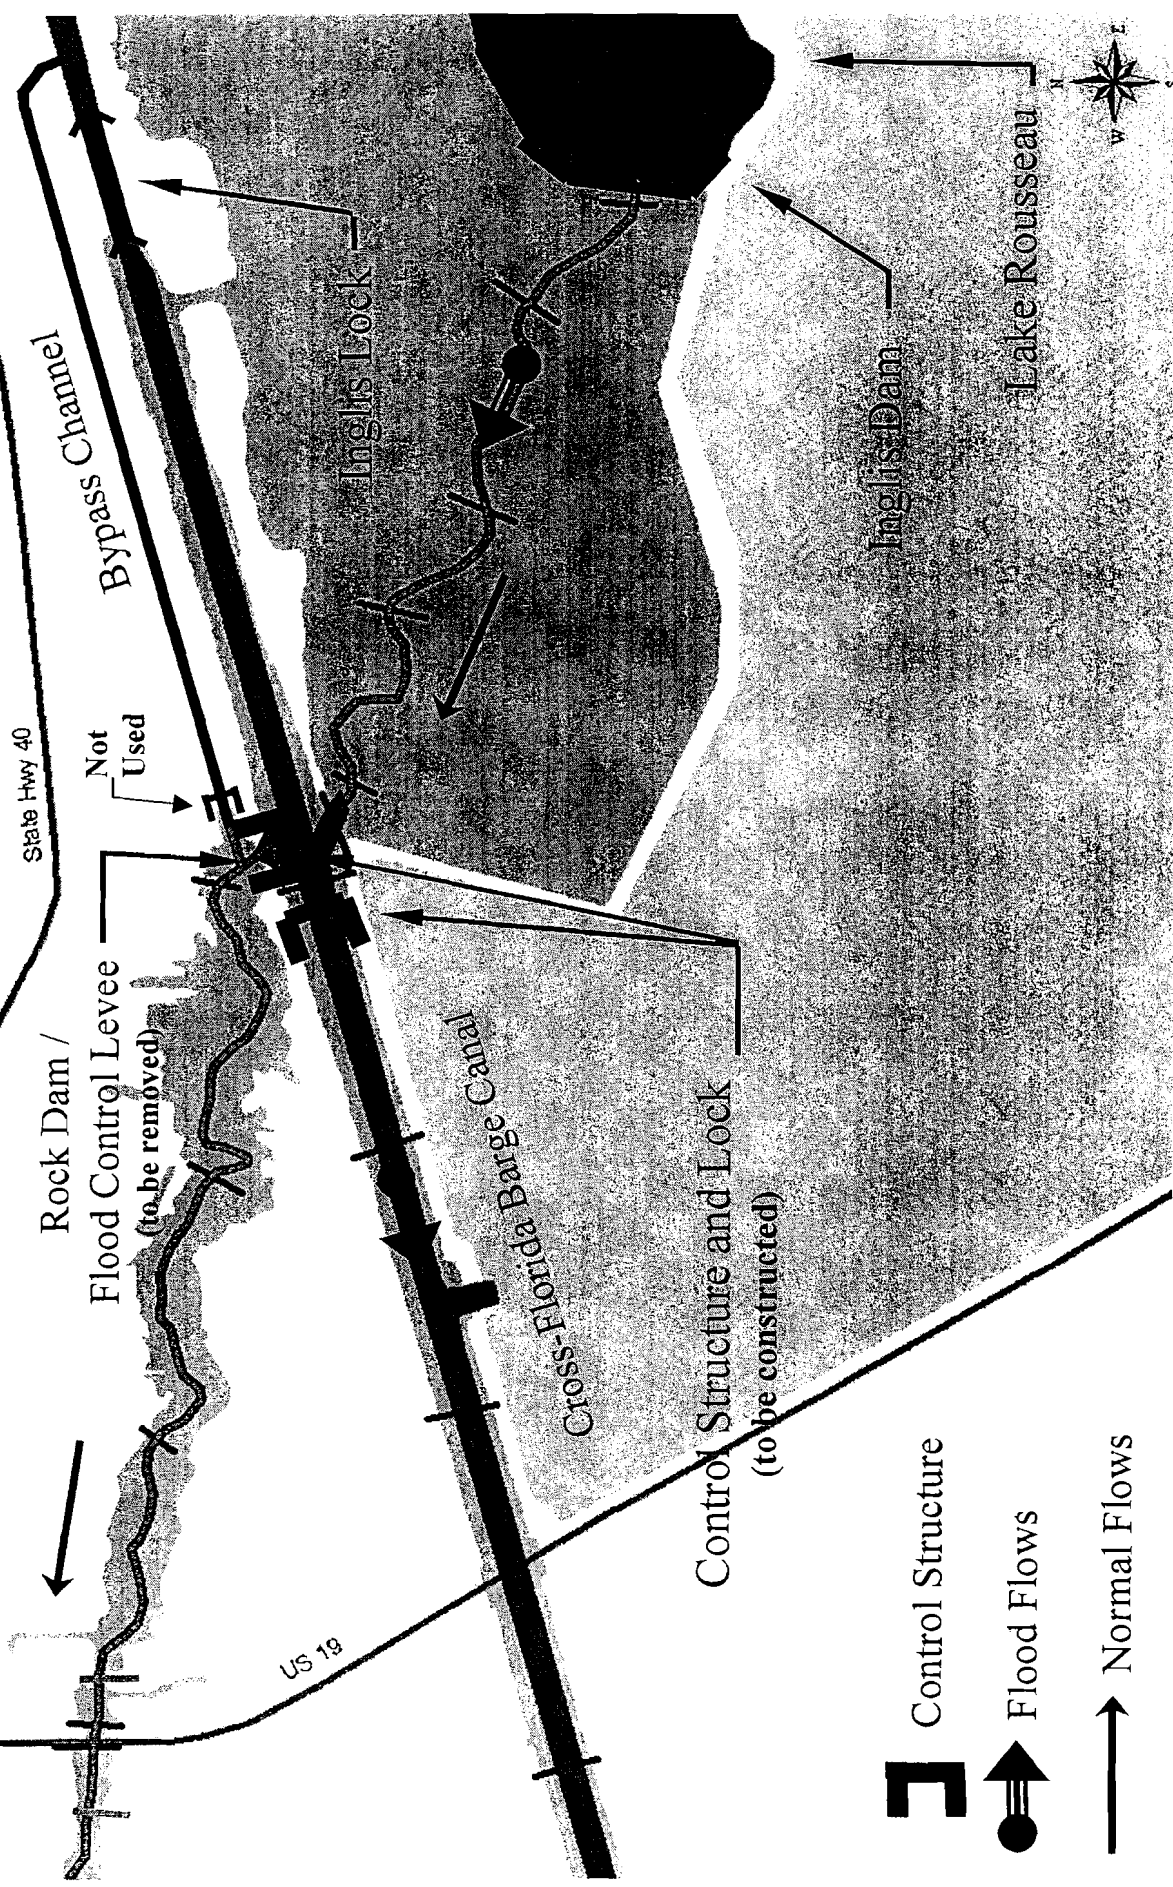 State Hwy 40
Bypass Channel
Not
Used
Rock Dam /
Flood Control Levee
(to be removed)
Inglis Lock
US 19
Cross-Florida Barge Canal
Inglis Dam
Control Structure and Lock
(to be constructed)
Lake Rousseau
N
E
S
W
Control Structure
Flood Flows
Normal Flows